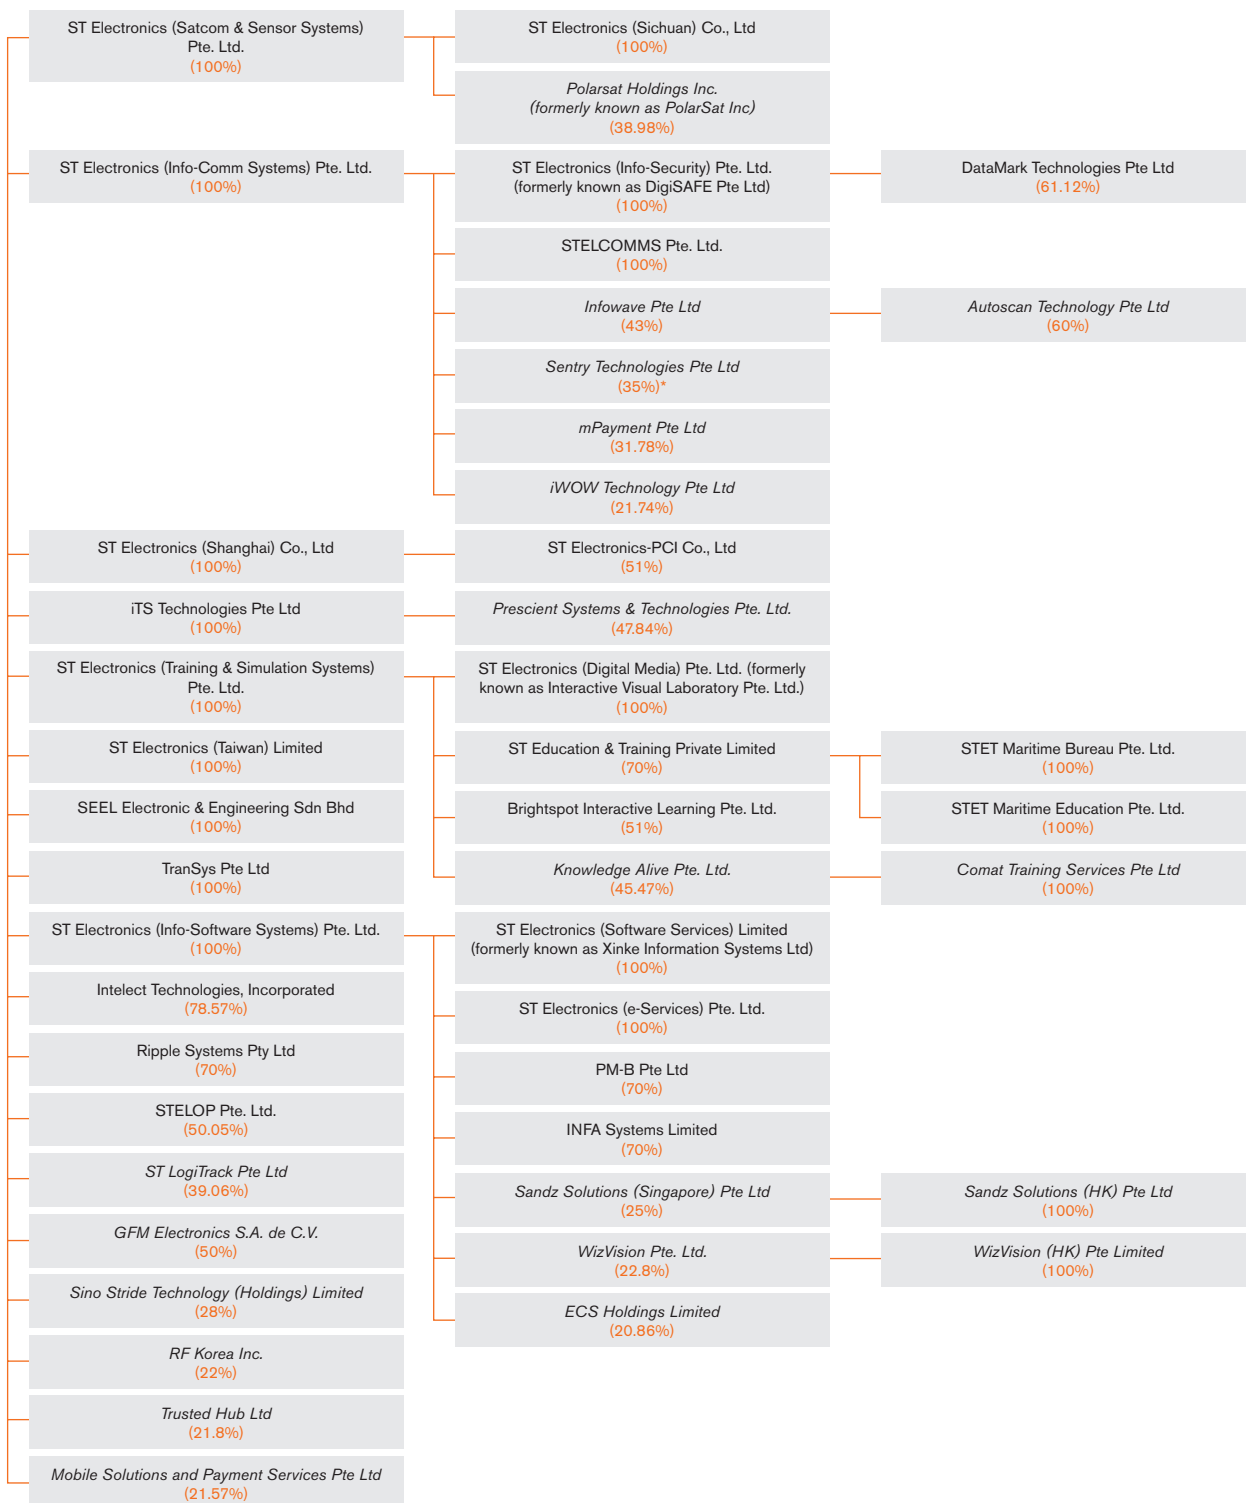 ST Electronics (Satcom & Sensor Systems)
Pte. Ltd.
(100%)
ST Electronics (Sichuan) Co., Ltd
(100%)
Polarsat Holdings Inc.
(formerly known as PolarSat Inc)
(38.98%)
ST Electronics (Info-Comm Systems) Pte. Ltd.
(100%)
ST Electronics (Info-Security) Pte. Ltd.
(formerly known as DigiSAFE Pte Ltd)
(100%)
DataMark Technologies Pte Ltd
(61.12%)
STELCOMMS Pte. Ltd.
(100%)
Infowave Pte Ltd
(43%)
Autoscan Technology Pte Ltd
(60%)
Sentry Technologies Pte Ltd
(35%)*
mPayment Pte Ltd
(31.78%)
iWOW Technology Pte Ltd
(21.74%)
ST Electronics (Shanghai) Co., Ltd
(100%)
ST Electronics-PCI Co., Ltd
(51%)
iTS Technologies Pte Ltd
(100%)
Prescient Systems & Technologies Pte. Ltd.
(47.84%)
ST Electronics (Training & Simulation Systems)
Pte. Ltd.
(100%)
ST Electronics (Digital Media) Pte. Ltd. (formerly
known as Interactive Visual Laboratory Pte. Ltd.)
(100%)
ST Electronics (Taiwan) Limited
(100%)
ST Education & Training Private Limited
(70%)
STET Maritime Bureau Pte. Ltd.
(100%)
SEEL Electronic & Engineering Sdn Bhd
(100%)
Brightspot Interactive Learning Pte. Ltd.
(51%)
STET Maritime Education Pte. Ltd.
(100%)
TranSys Pte Ltd
(100%)
Knowledge Alive Pte. Ltd.
(45.47%)
Comat Training Services Pte Ltd
(100%)
ST Electronics (Info-Software Systems) Pte. Ltd.
(100%)
ST Electronics (Software Services) Limited
(formerly known as Xinke Information Systems Ltd)
(100%)
Intelect Technologies, Incorporated
(78.57%)
ST Electronics (e-Services) Pte. Ltd.
(100%)
Ripple Systems Pty Ltd
(70%)
PM-B Pte Ltd
(70%)
STELOP Pte. Ltd.
(50.05%)
INFA Systems Limited
(70%)
ST LogiTrack Pte Ltd
(39.06%)
Sandz Solutions (Singapore) Pte Ltd
(25%)
Sandz Solutions (HK) Pte Ltd
(100%)
GFM Electronics S.A. de C.V.
(50%)
WizVision Pte. Ltd.
(22.8%)
WizVision (HK) Pte Limited
(100%)
Sino Stride Technology (Holdings) Limited
(28%)
ECS Holdings Limited
(20.86%)
RF Korea Inc.
(22%)
Trusted Hub Ltd
(21.8%)
Mobile Solutions and Payment Services Pte Ltd
(21.57%)